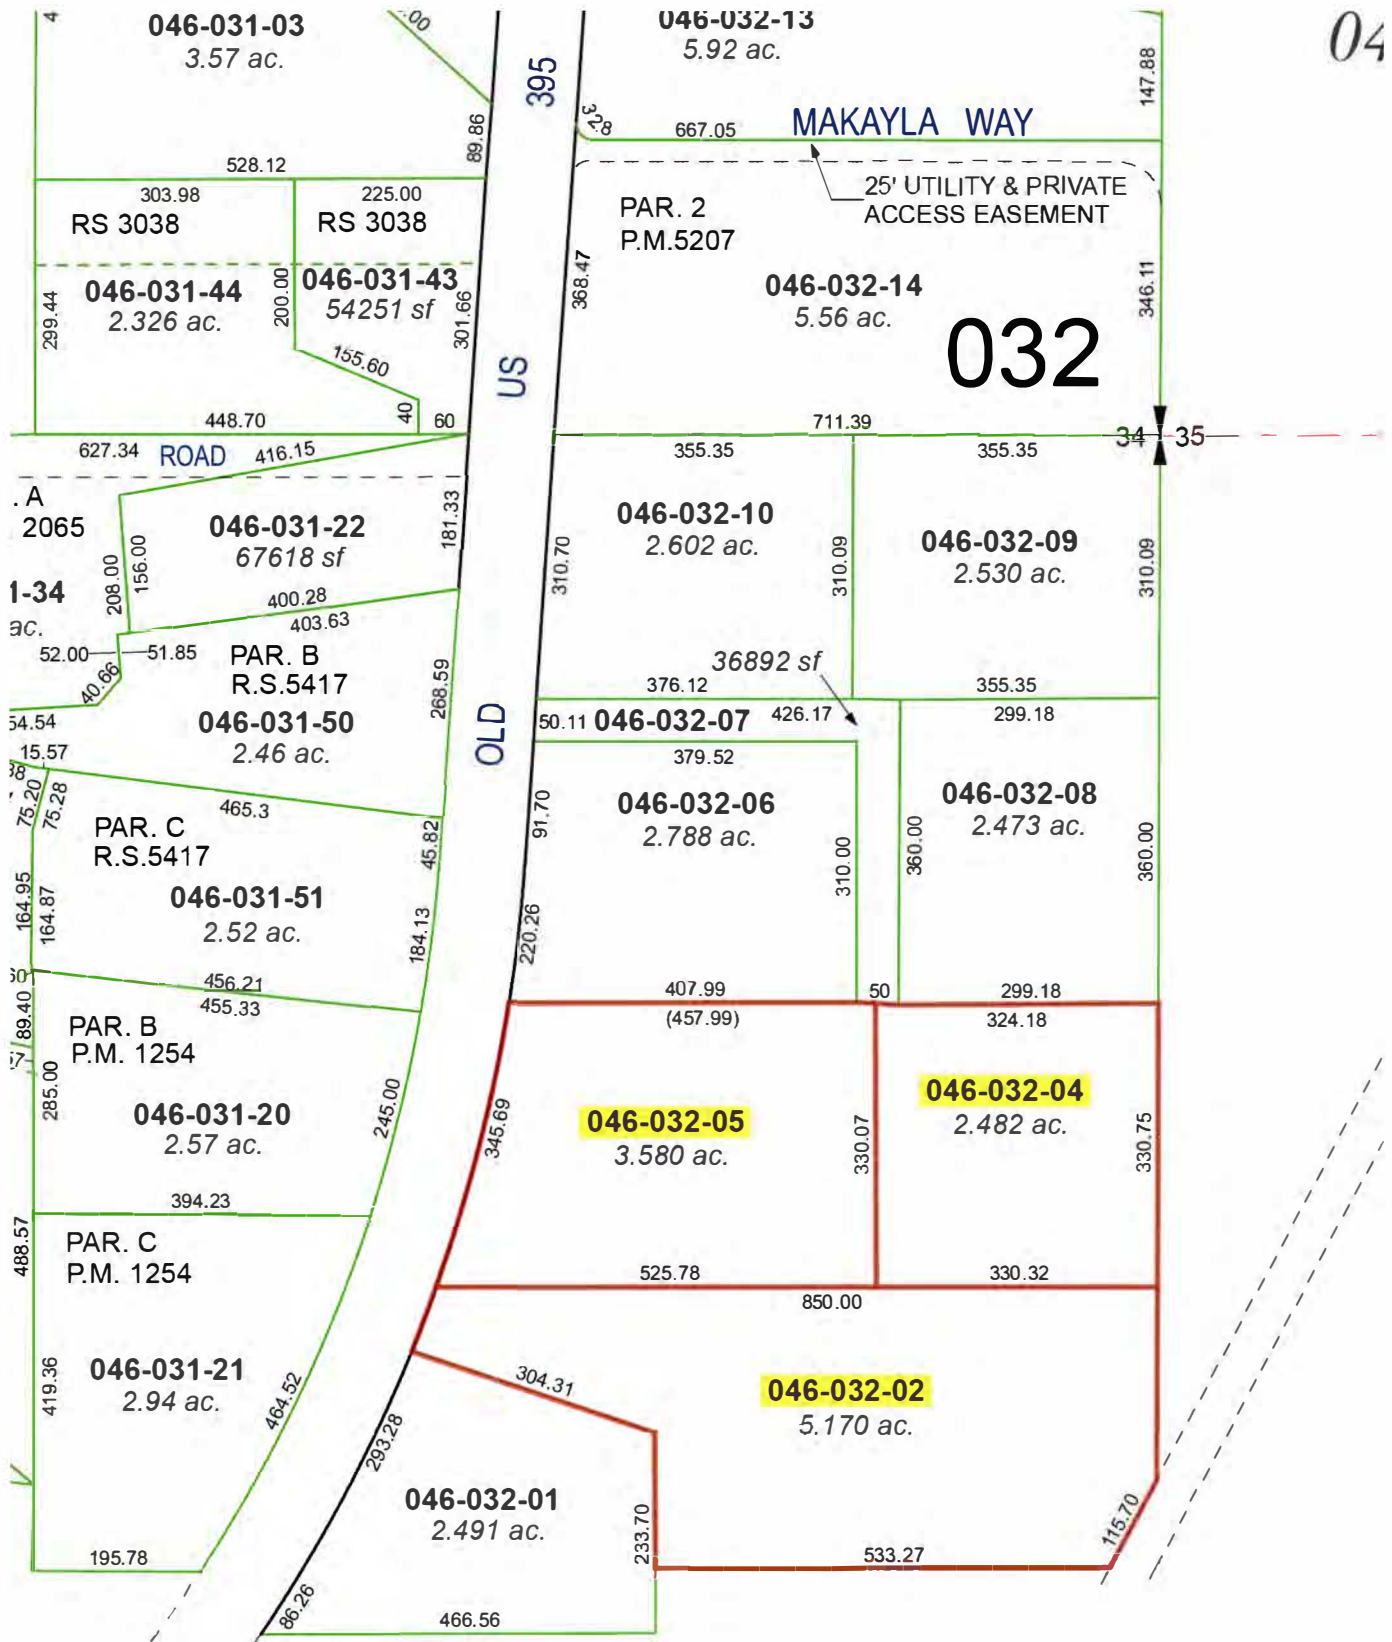 4
046-031-03
3.57 ac.
.00
395
046-032-13
5.92 ac.
147.88
04
89.86
32.8
667.05
MAKAYLA WAY
528.12
303.98
225.00
RS 3038
RS 3038
25' UTILITY & PRIVATE
ACCESS EASEMENT
PAR. 2
P.M.5207
368.47
046-032-14
5.56 ac.
346.11
032
299.44
046-031-44
2.326 ac.
200.00
046-031-43
54251 sf
301.66
155.60
40
60
US
448.70
711.39
34
35
627.34
ROAD
416.15
355.35
355.35
. A
2065
1-34
ac.
208.00
156.00
046-031-22
67618 sf
181.33
400.28
403.63
310.70
046-032-10
2.602 ac.
310.09
046-032-09
2.530 ac.
310.09
52.00
51.85
40.66
PAR. B
R.S.5417
046-031-50
2.46 ac.
268.59
36892 sf
376.12
355.35
54.54
15.57
OLD
50.11
046-032-07
426.17
299.18
379.52
75.20
75.28
465.3
PAR. C
R.S.5417
45.82
91.70
046-032-06
2.788 ac.
310.00
360.00
046-032-08
2.473 ac.
360.00
164.95
164.87
046-031-51
2.52 ac.
184.13
220.26
456.21
455.33
407.99
50
299.18
(457.99)
324.18
89.40
PAR. B
P.M. 1254
285.00
046-031-20
2.57 ac.
245.00
345.69
046-032-05
3.580 ac.
330.07
046-032-04
2.482 ac.
330.75
394.23
488.57
PAR. C
P.M. 1254
525.78
330.32
850.00
419.36
046-031-21
2.94 ac.
464.52
304.31
046-032-02
5.170 ac.
293.28
046-032-01
2.491 ac.
233.70
115.70
195.78
533.27
86.26
466.56